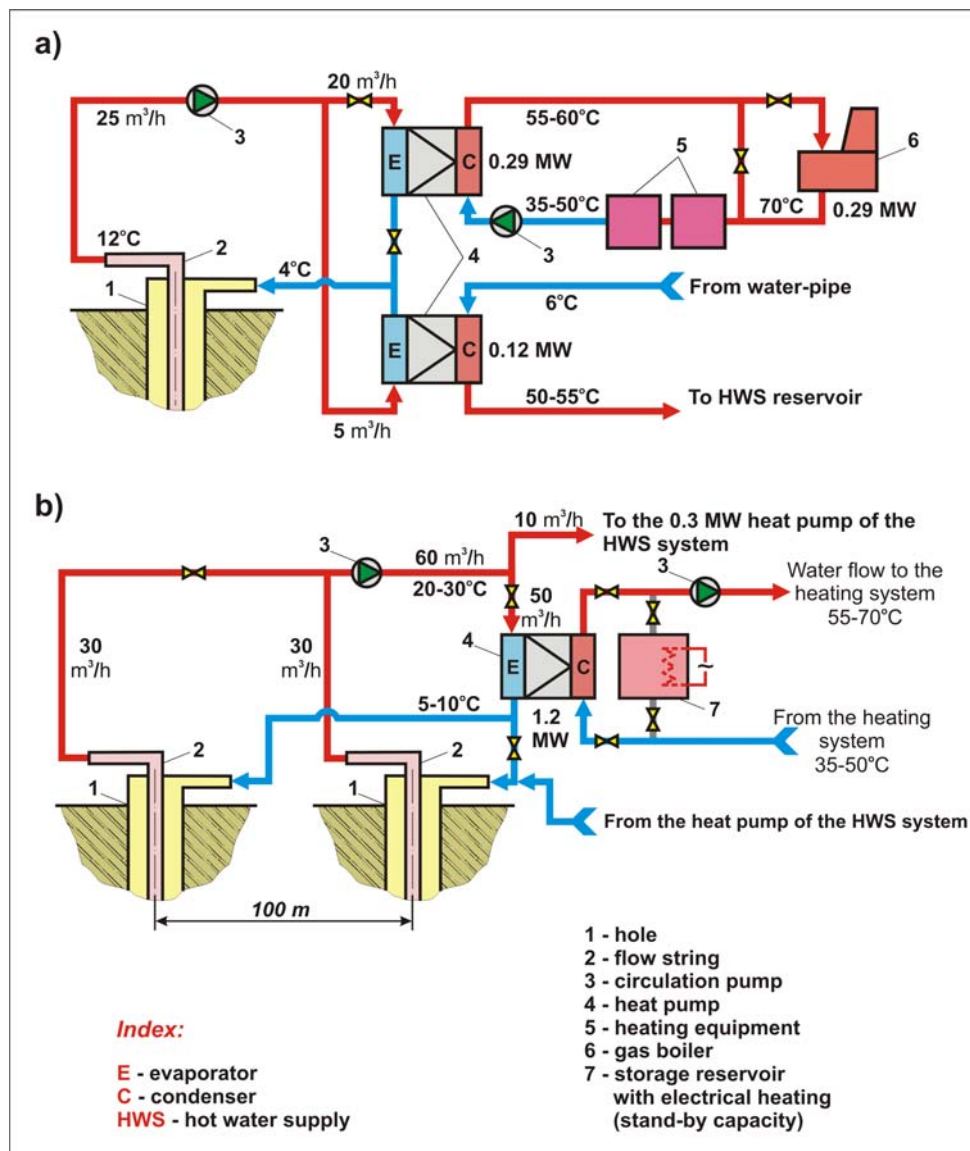 a)
20 m³/h
25 m³/h
3
55-60°C
6
E
C
0.29 MW
5
35-50°C
70°C
0.29 MW
3
12°C
2
4
4°C
1
From water-pipe
6°C
E
C
0.12 MW
50-55°C
To HWS reservoir
5 m³/h
b)
10 m³/h
To the 0.3 MW heat pump of the
HWS system
3
60 m³/h
20-30°C
3
Water flow to the
heating system
55-70°C
50
m³/h
30
m³/h
30
m³/h
4
E
C
~
5-10°C
1.2
MW
7
From the heating
system
35-50°C
2
2
1
1
From the heat pump of the HWS system
100 m
1 - hole
2 - flow string
3 - circulation pump
4 - heat pump
5 - heating equipment
6 - gas boiler
7 - storage reservoir
with electrical heating
(stand-by capacity)
Index:
E - evaporator
C - condenser
HWS - hot water supply